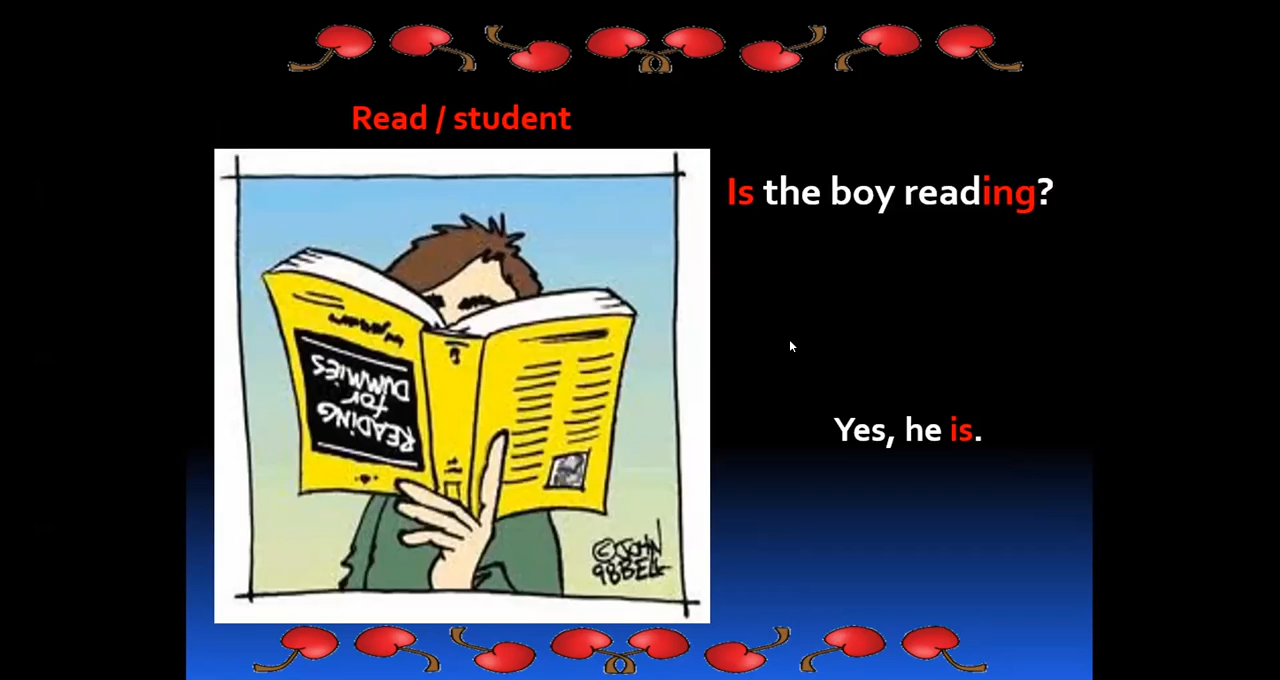 Read / student
Is the boy reading?
READiNG
for
DUMMiES
Yes, he is.
©JOHN
98BELL